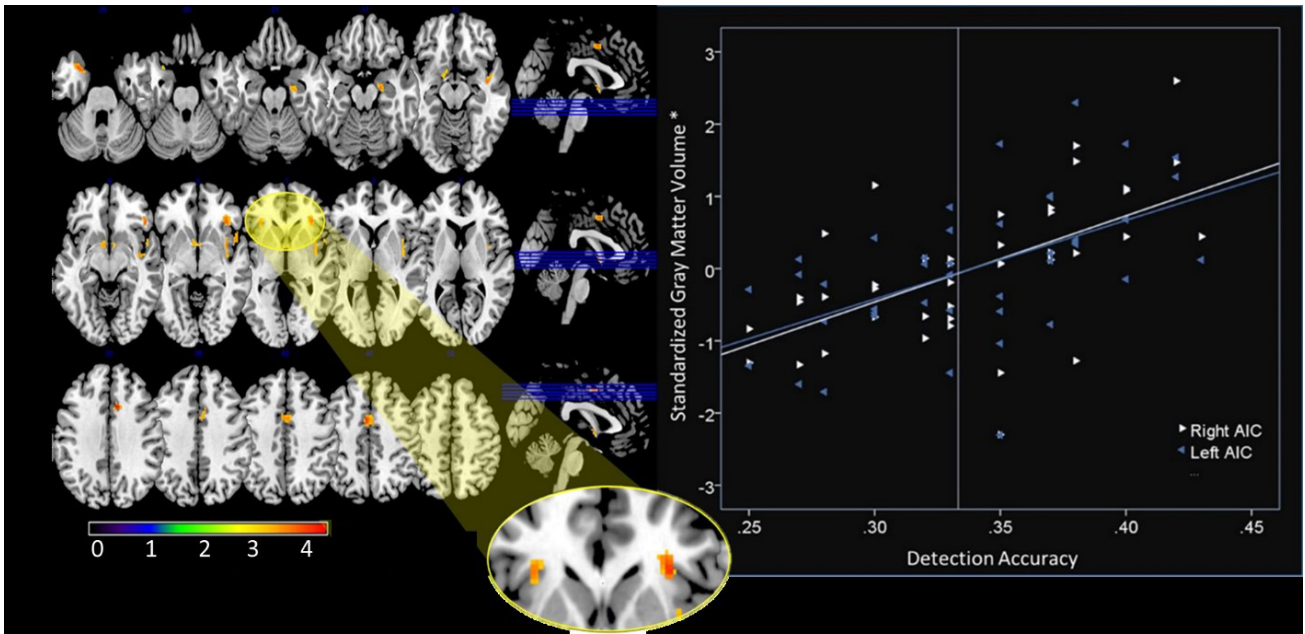 0 1 2 3 4
Standardized Gray Matter Volume *
3
2
1
0
-1
-2
-3
Right AIC
Left AIC
...
.25 .30 .35 .40 .45
Detection Accuracy